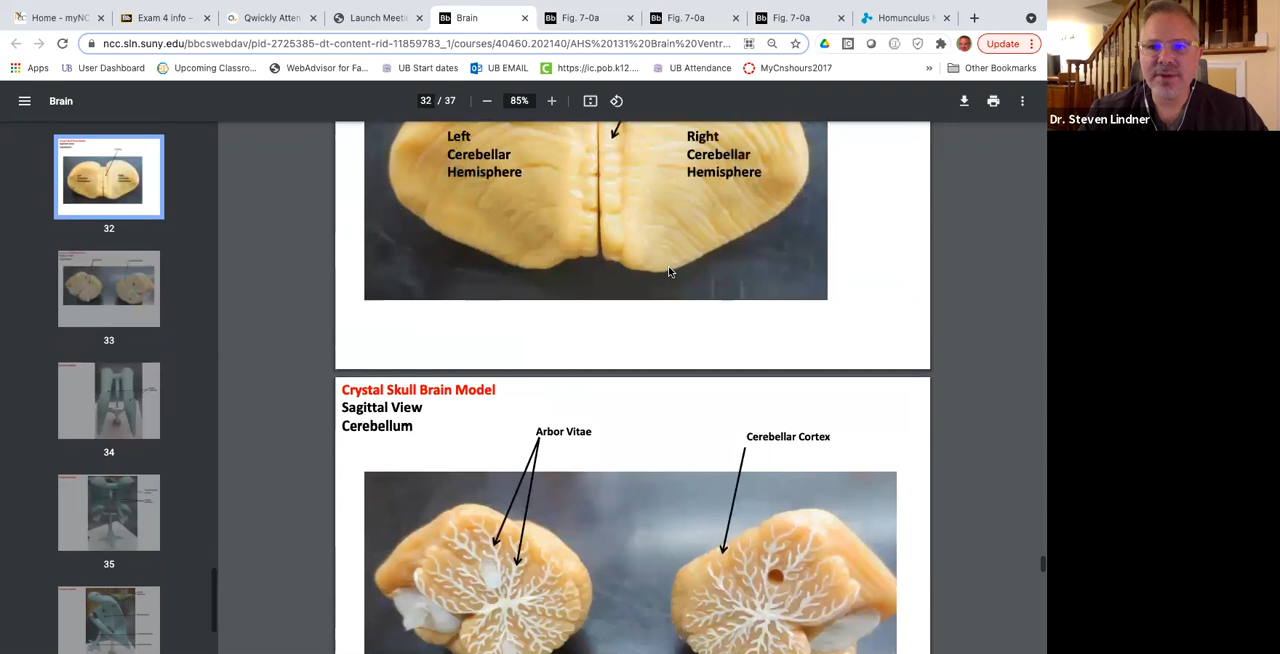 Home - myNC
Exam 4 info -
Qwickly Atten
Launch Meeti
Brain
Fig. 7-0a
Fig. 7-0a
Fig. 7-0a
Homunculus
ncc.sln.suny.edu/bbcswebdav/pid-2725385-dt-content-rid-11859783_1/courses/40460.202140/AHS%20131%20Brain%20Ventr...
Update
Apps
User Dashboard
Upcoming Classro...
WebAdvisor for Fa...
UB Start dates
UB EMAIL
https://ic.pob.k12....
UB Attendance
MyCnshours2017
»
Other Bookmarks
Brain
32 / 37
85%
Dr. Steven Lindner
32
33
34
35
Left
Cerebellar
Hemisphere
Right
Cerebellar
Hemisphere
Crystal Skull Brain Model
Sagittal View
Cerebellum
Arbor Vitae
Cerebellar Cortex